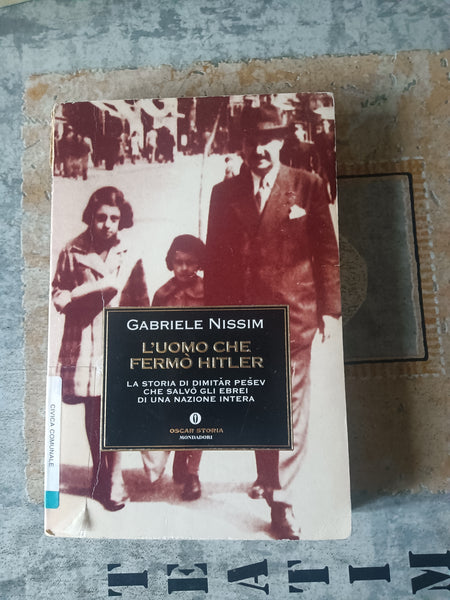 GABRIELE NISSIM
L'UOMO CHE
FERMÒ HITLER
LA STORIA DI DIMITĂR PEŠEV
CHE SALVÒ GLI EBREI
DI UNA NAZIONE INTERA
OSCAR STORIA
MONDADORI
CIVICA COMUNALE
T E A T I M